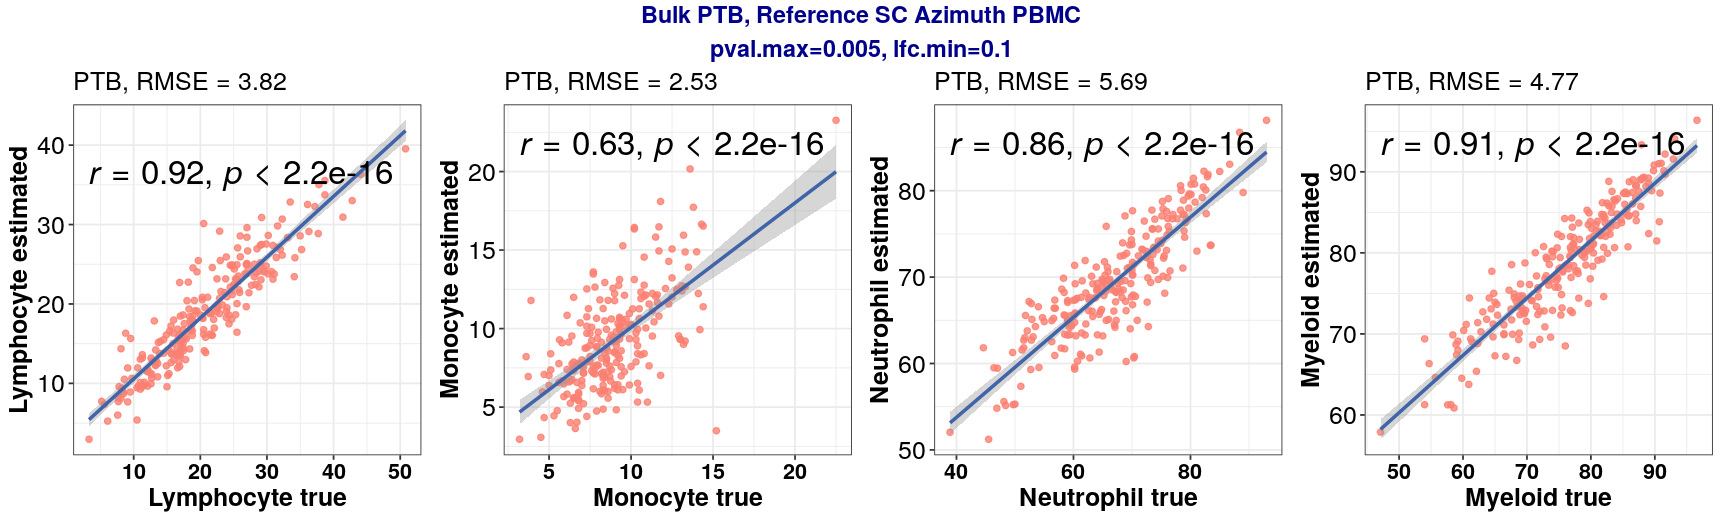 Bulk PTB, Reference SC Azimuth PBMC
pval.max=0.005, lfc.min=0.1
PTB, RMSE = 3.82
r = 0.92, p < 2.2e-16
Lymphocyte estimated
40
30
20
10
10 20 30 40 50
Lymphocyte true
PTB, RMSE = 2.53
r = 0.63, p < 2.2e-16
Monocyte estimated
20
15
10
5
5 10 15 20
Monocyte true
PTB, RMSE = 5.69
r = 0.86, p < 2.2e-16
Neutrophil estimated
80
70
60
50
40 60 80
Neutrophil true
PTB, RMSE = 4.77
r = 0.91, p < 2.2e-16
Myeloid estimated
90
80
70
60
50 60 70 80 90
Myeloid true